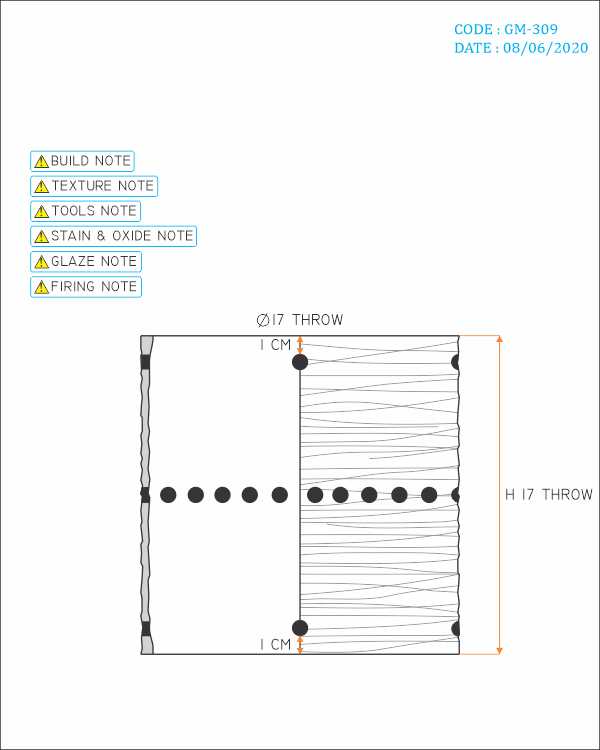 CODE : GM-309
DATE : 08/06/2020
BUILD NOTE
TEXTURE NOTE
TOOLS NOTE
STAIN & OXIDE NOTE
GLAZE NOTE
FIRING NOTE
∅17 THROW
1 CM
H 17 THROW
1 CM